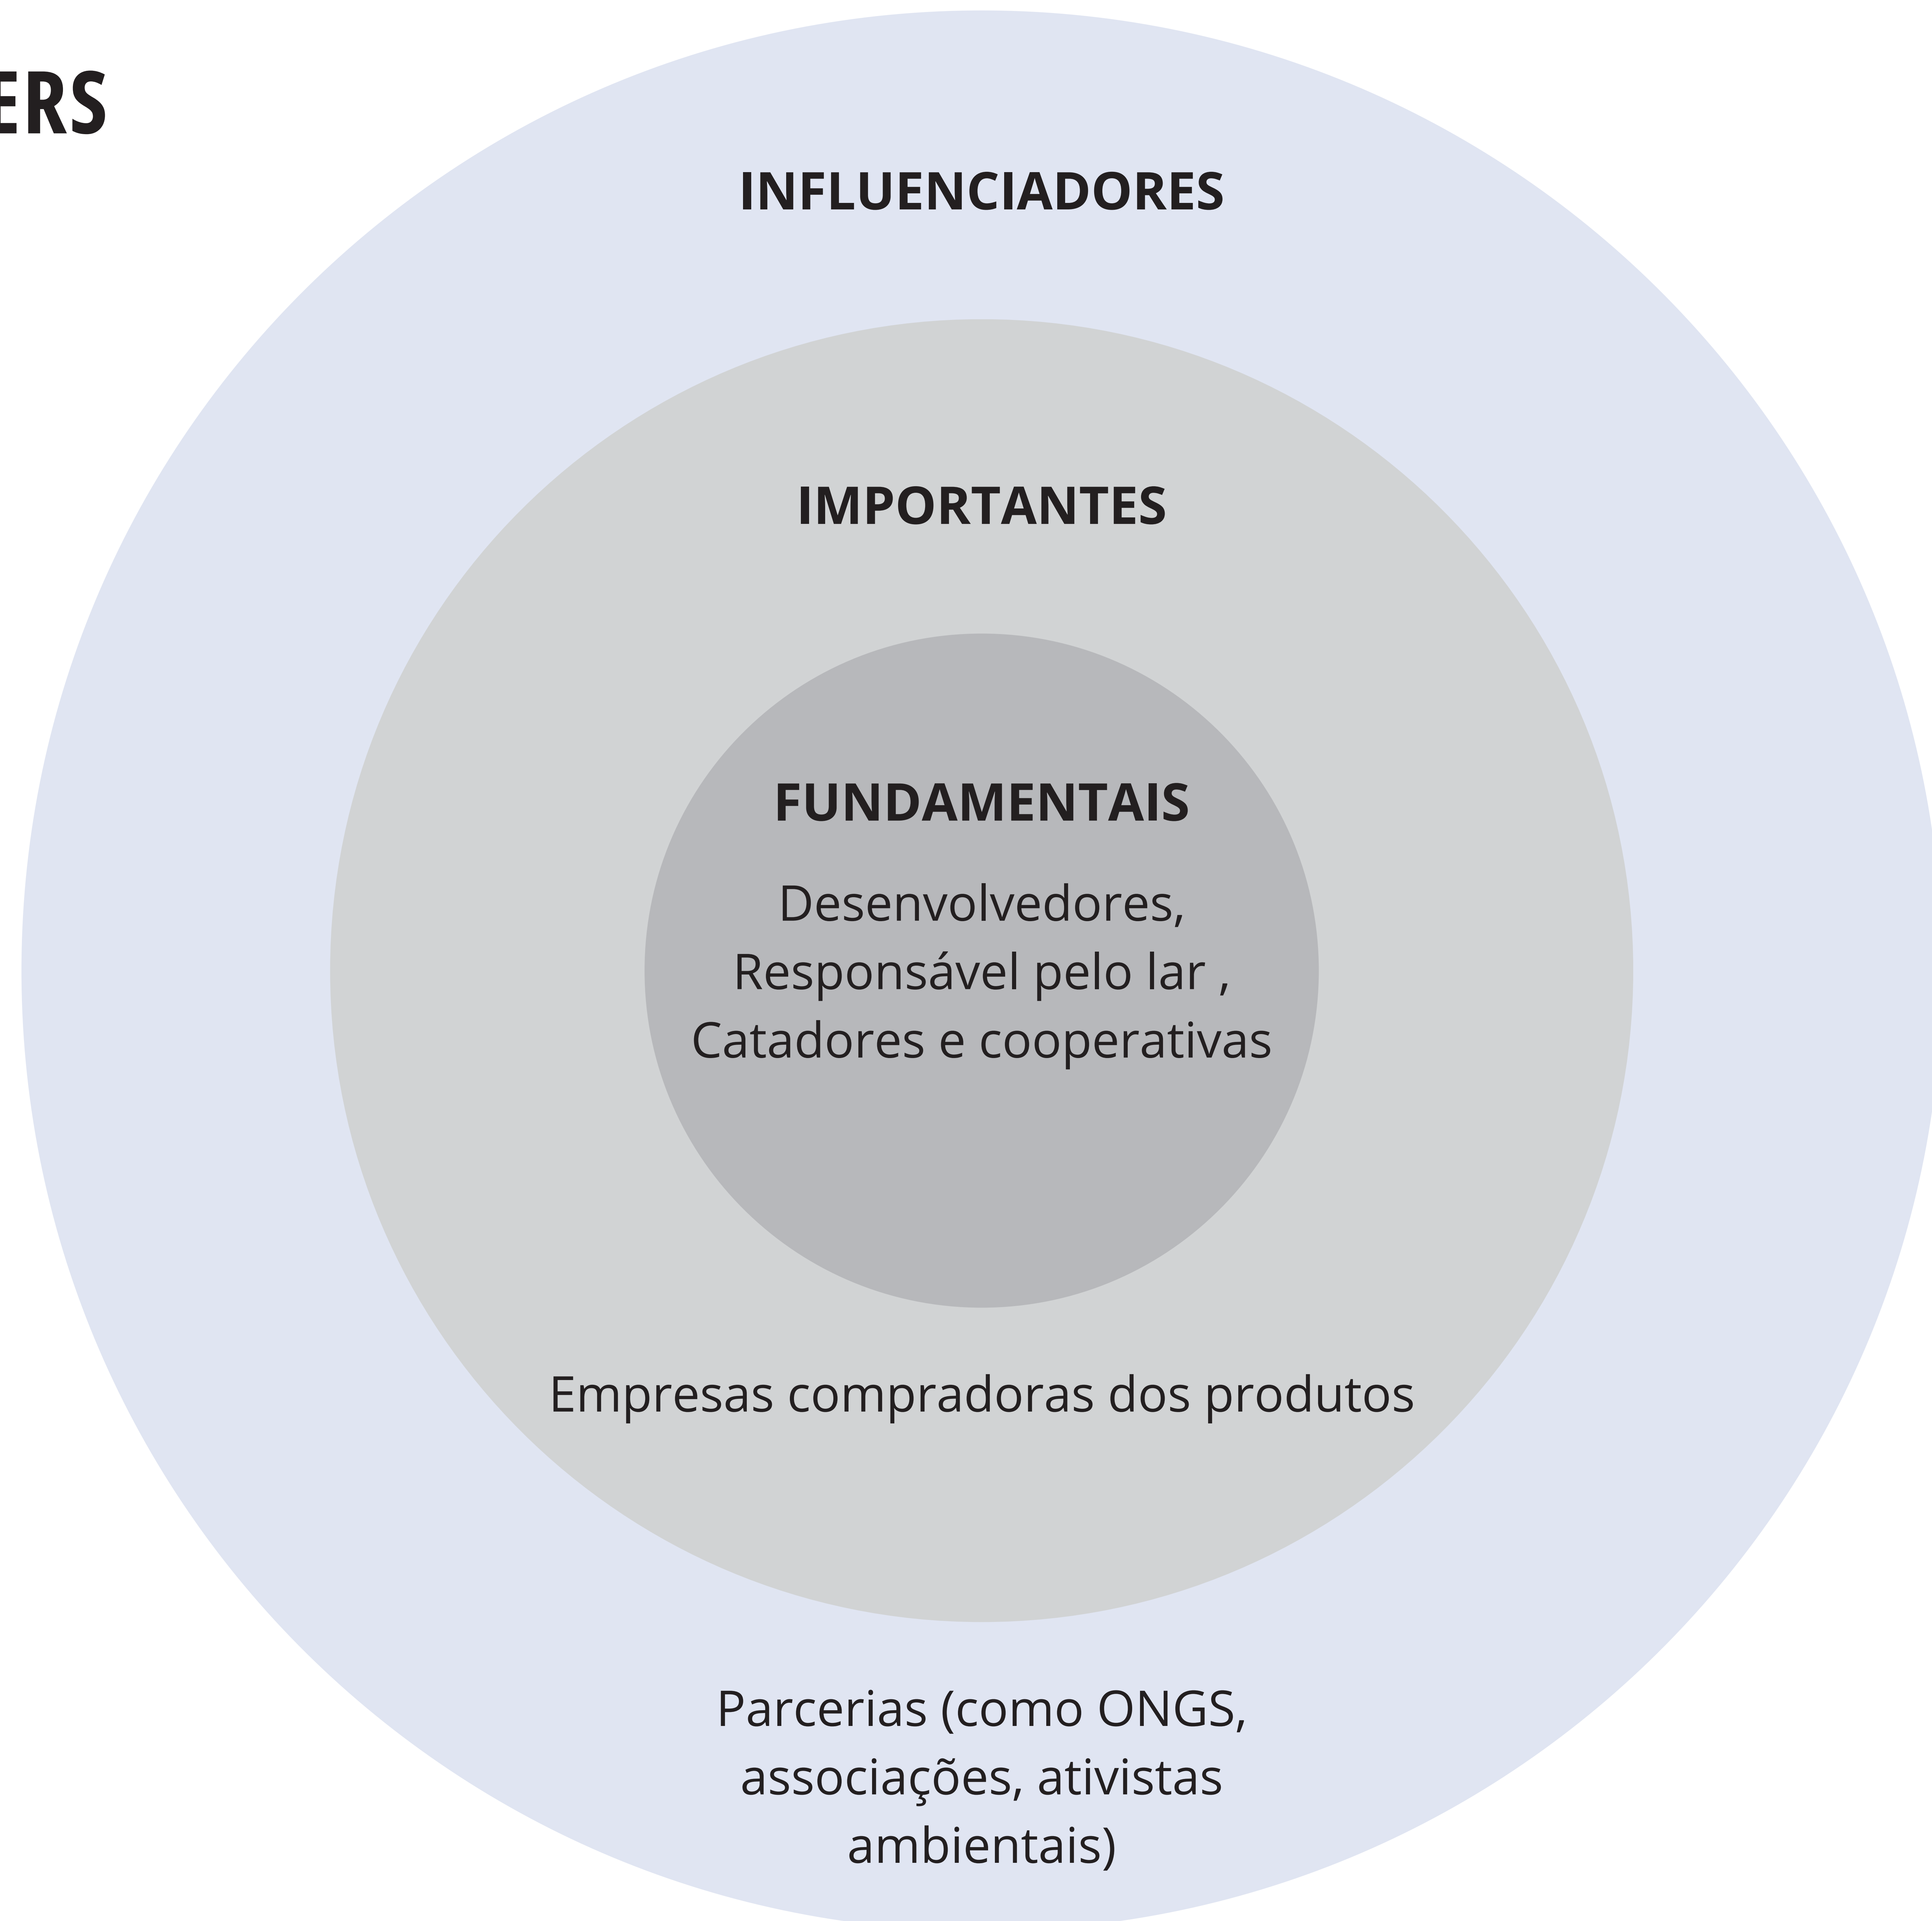 ERS
INFLUENCIADORES
IMPORTANTES
FUNDAMENTAIS
Desenvolvedores,
Responsável pelo lar ,
Catadores e cooperativas
Empresas compradoras dos produtos
Parcerias (como ONGS,
associações, ativistas
ambientais)